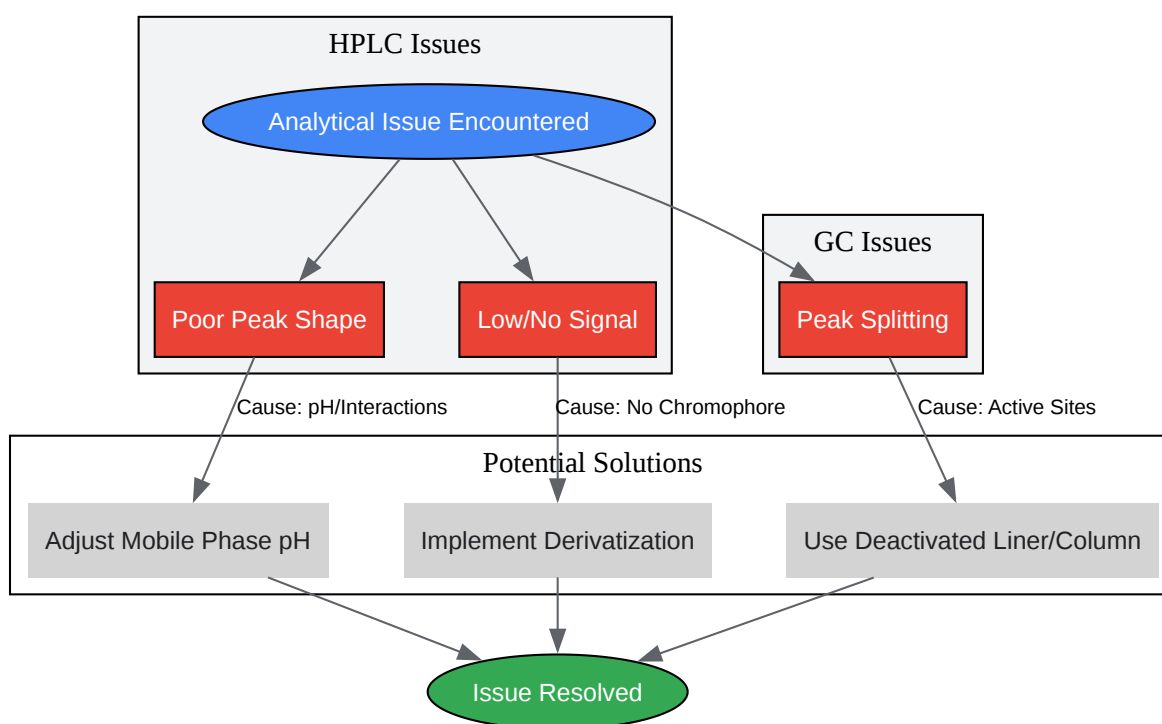 HPLC Issues
Analytical Issue Encountered
GC Issues
Poor Peak Shape
Low/No Signal
Peak Splitting
Cause: pH/Interactions
Cause: No Chromophore
Cause: Active Sites
Potential Solutions
Adjust Mobile Phase pH
Implement Derivatization
Use Deactivated Liner/Column
Issue Resolved